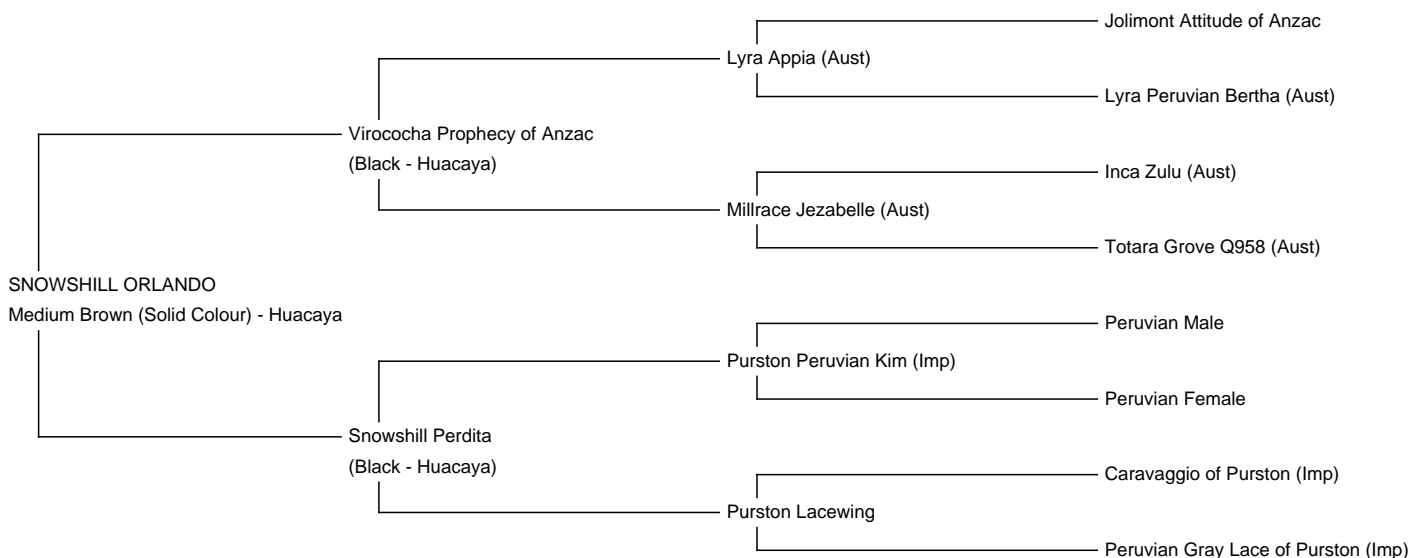 Jolimont Attitude of Anzac
Lyra Appia (Aust)
Lyra Peruvian Bertha (Aust)
Virococha Prophecy of Anzac
(Black - Huacaya)
Inca Zulu (Aust)
Millrace Jezabelle (Aust)
Totara Grove Q958 (Aust)
SNOWSHILL ORLANDO
Medium Brown (Solid Colour) - Huacaya
Peruvian Male
Purston Peruvian Kim (Imp)
Peruvian Female
Snowshill Perdita
(Black - Huacaya)
Caravaggio of Purston (Imp)
Purston Lacewing
Peruvian Gray Lace of Purston (Imp)